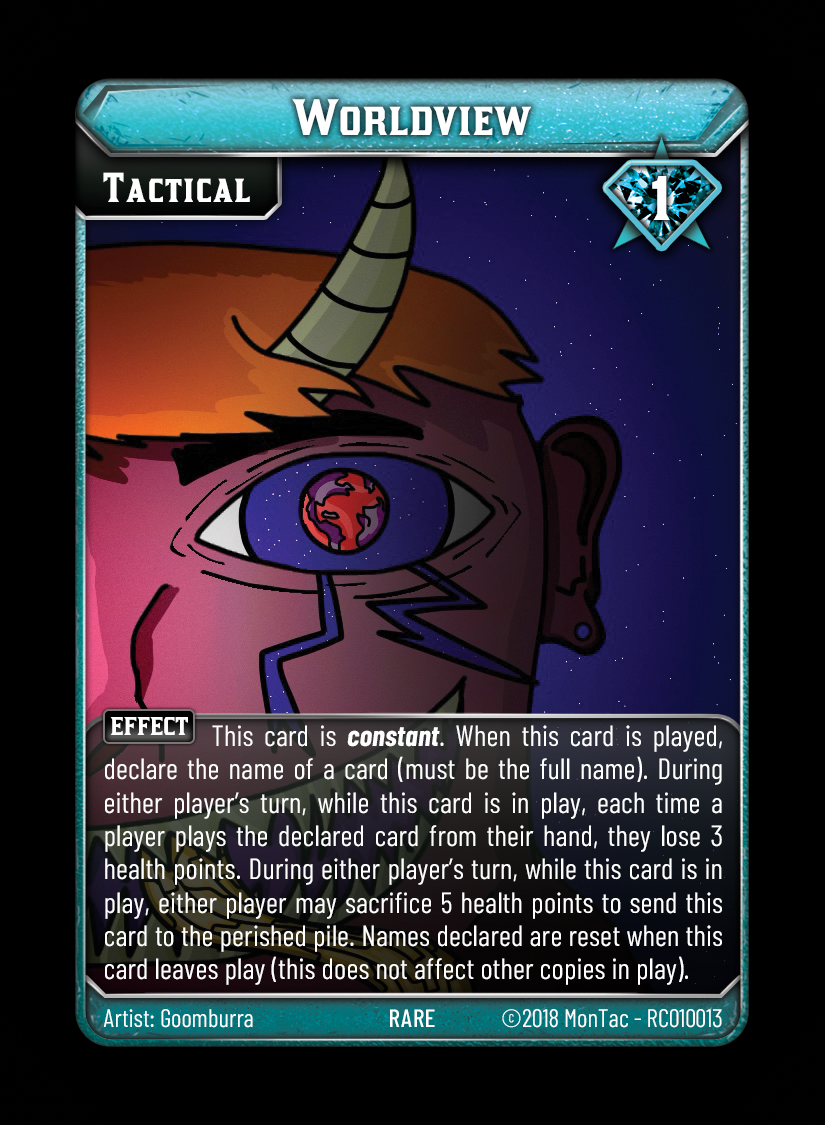 Worldview
Tactical
1
EFFECT This card is constant. When this card is played,
declare the name of a card (must be the full name). During
either player's turn, while this card is in play, each time a
player plays the declared card from their hand, they lose 3
health points. During either player's turn, while this card is in
play, either player may sacrifice 5 health points to send this
card to the perished pile. Names declared are reset when this
card leaves play (this does not affect other copies in play).
Artist: Goomburra RARE ©2018 MonTac - RC010013